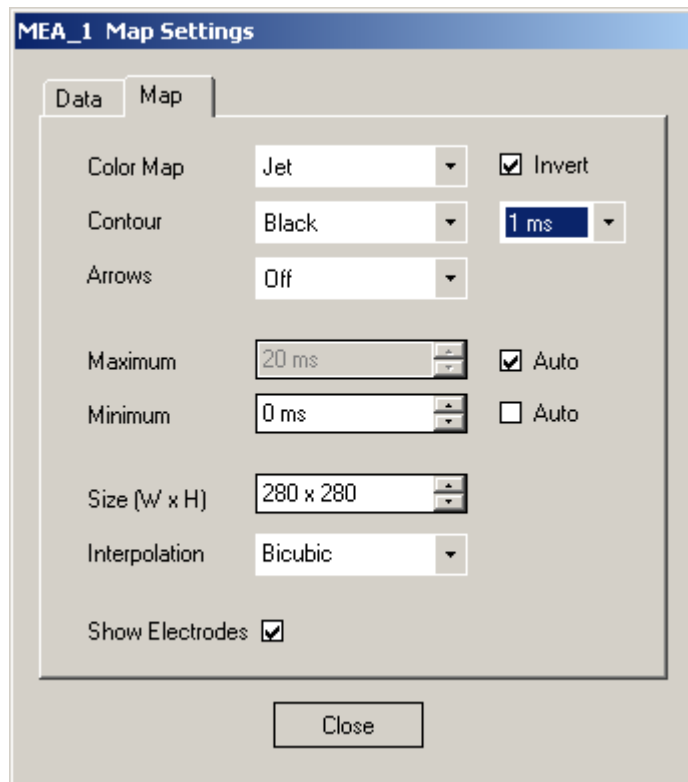 MEA_1 Map Settings
Data Map
Color Map Jet Invert
Contour Black 1 ms
Arrows Off
Maximum 20 ms Auto
Minimum 0 ms Auto
Size (W x H) 280 x 280
Interpolation Bicubic
Show Electrodes
Close